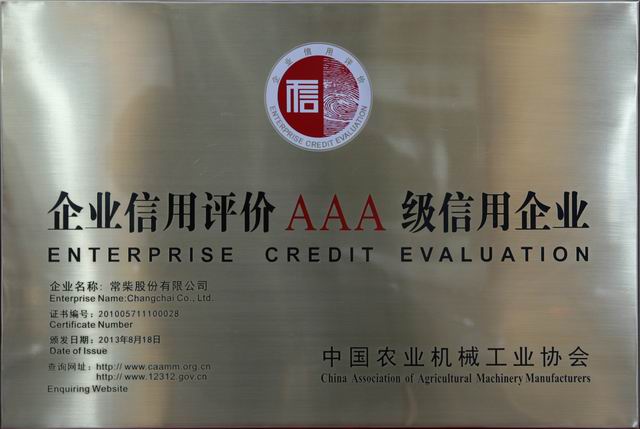 企业信用评价
信
ENTERPRISE CREDIT EVALUATION
企业信用评价 AAA 级信用企业
ENTERPRISE CREDIT EVALUATION
企业名称: 常柴股份有限公司
Enterprise Name:Changchai Co., Ltd.
证书编号: 201005711100028
Certificate Number
颁发日期: 2013年8月18日
Date of Issue
查询网址: http://www.caamm.org.cn
http://www.12312.gov.cn
Enquiring Website
中国农业机械工业协会
China Association of Agricultural Machinery Manufacturers